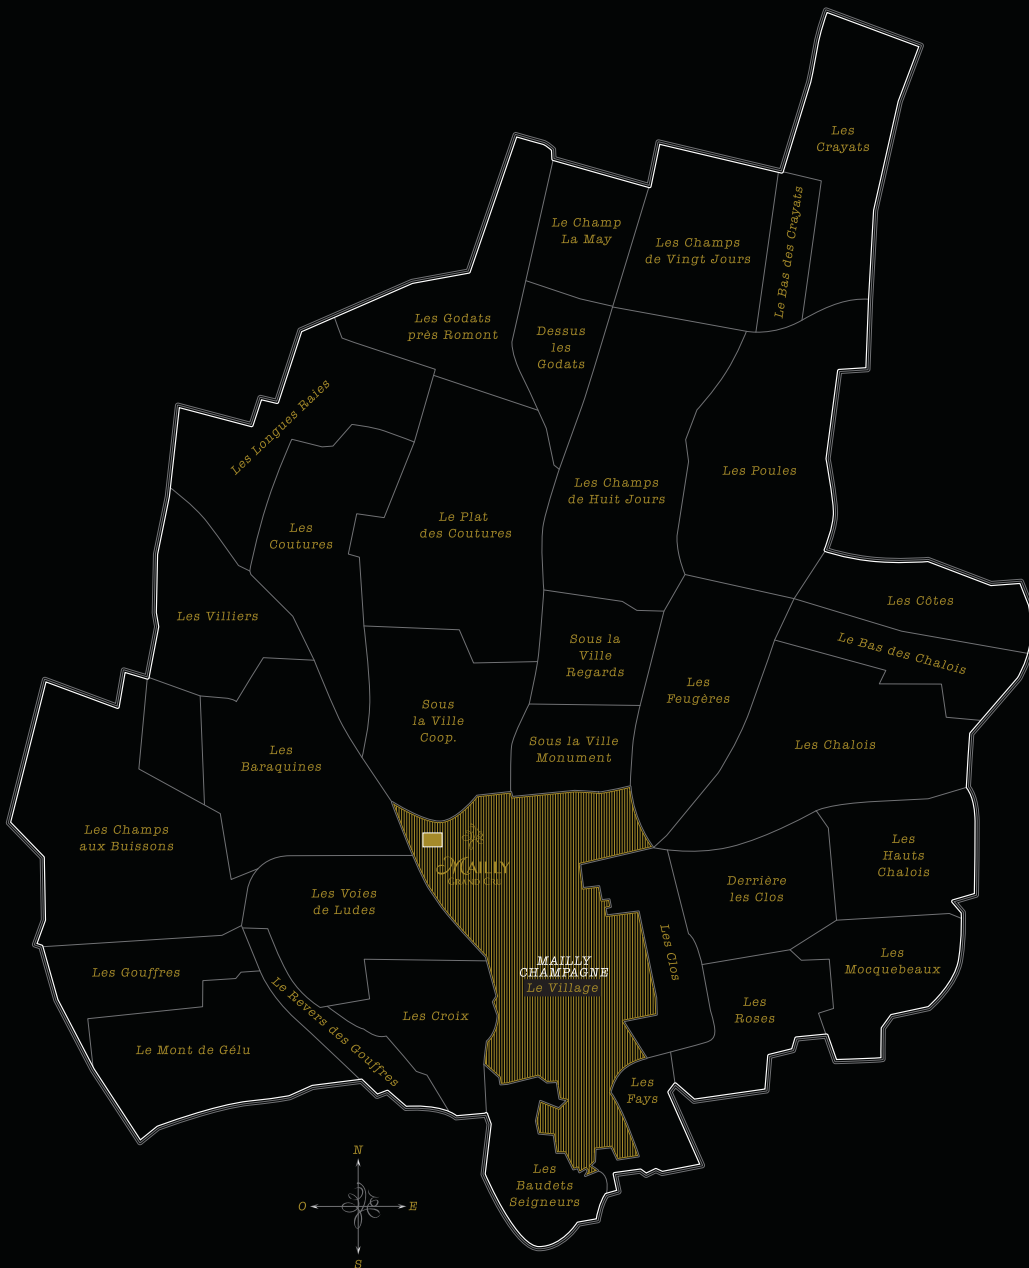 Les
Crayats
Le Bas des Crayats
Le Champ
La May
Les Champs
de Vingt Jours
Les Godats
près Romont
Dessus
les
Godats
Les Longues Raies
Les Poules
Les Champs
de Huit Jours
Le Plat
des Coutures
Les
Coutures
Les Côtes
Les Villiers
Le Bas des Chalois
Sous la
Ville
Regards
Les
Feugères
Sous
la Ville
Coop.
Sous la Ville
Monument
Les Chalois
Les
Baraquines
Les Champs
aux Buissons
Les
Hauts
Chalois
MAILLY
GRAND CRU
Derrière
les Clos
Les Voies
de Ludes
Les Clos
MAILLY
CHAMPAGNE
Le Village
Les
Mocquebeaux
Les Gouffres
Les
Roses
Les Croix
Le Revers des Gouffres
Le Mont de Gélu
Les
Fays
Les
Baudets
Seigneurs
N
O
E
S